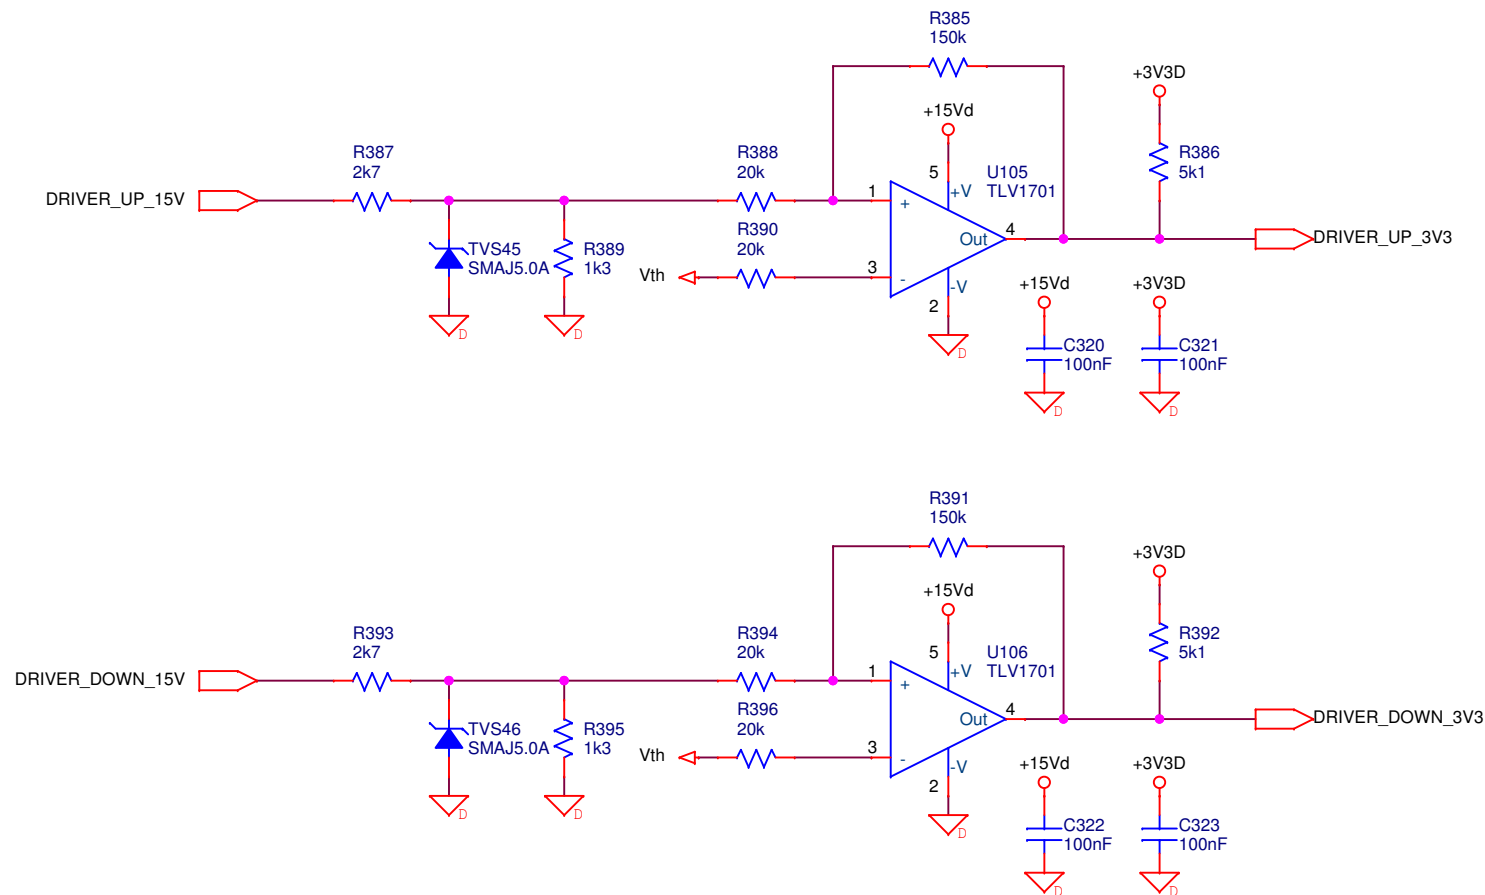 R385
150k
+3V3D
+15Vd
R387
2k7
R388
20k
R386
5k1
5
U105
TLV1701
+V
DRIVER_UP_15V
1
+
R390
20k
Out
4
DRIVER_UP_3V3
TVS45
SMAJ5.0A
R389
1k3
Vth
3
-
-V
2
+15Vd
+3V3D
D
D
D
C320
100nF
C321
100nF
D
D
R391
150k
+3V3D
+15Vd
R393
2k7
R394
20k
R392
5k1
5
U106
TLV1701
+V
DRIVER_DOWN_15V
1
+
R396
20k
Out
4
DRIVER_DOWN_3V3
TVS46
SMAJ5.0A
R395
1k3
Vth
3
-
-V
2
+15Vd
+3V3D
D
D
D
C322
100nF
C323
100nF
D
D